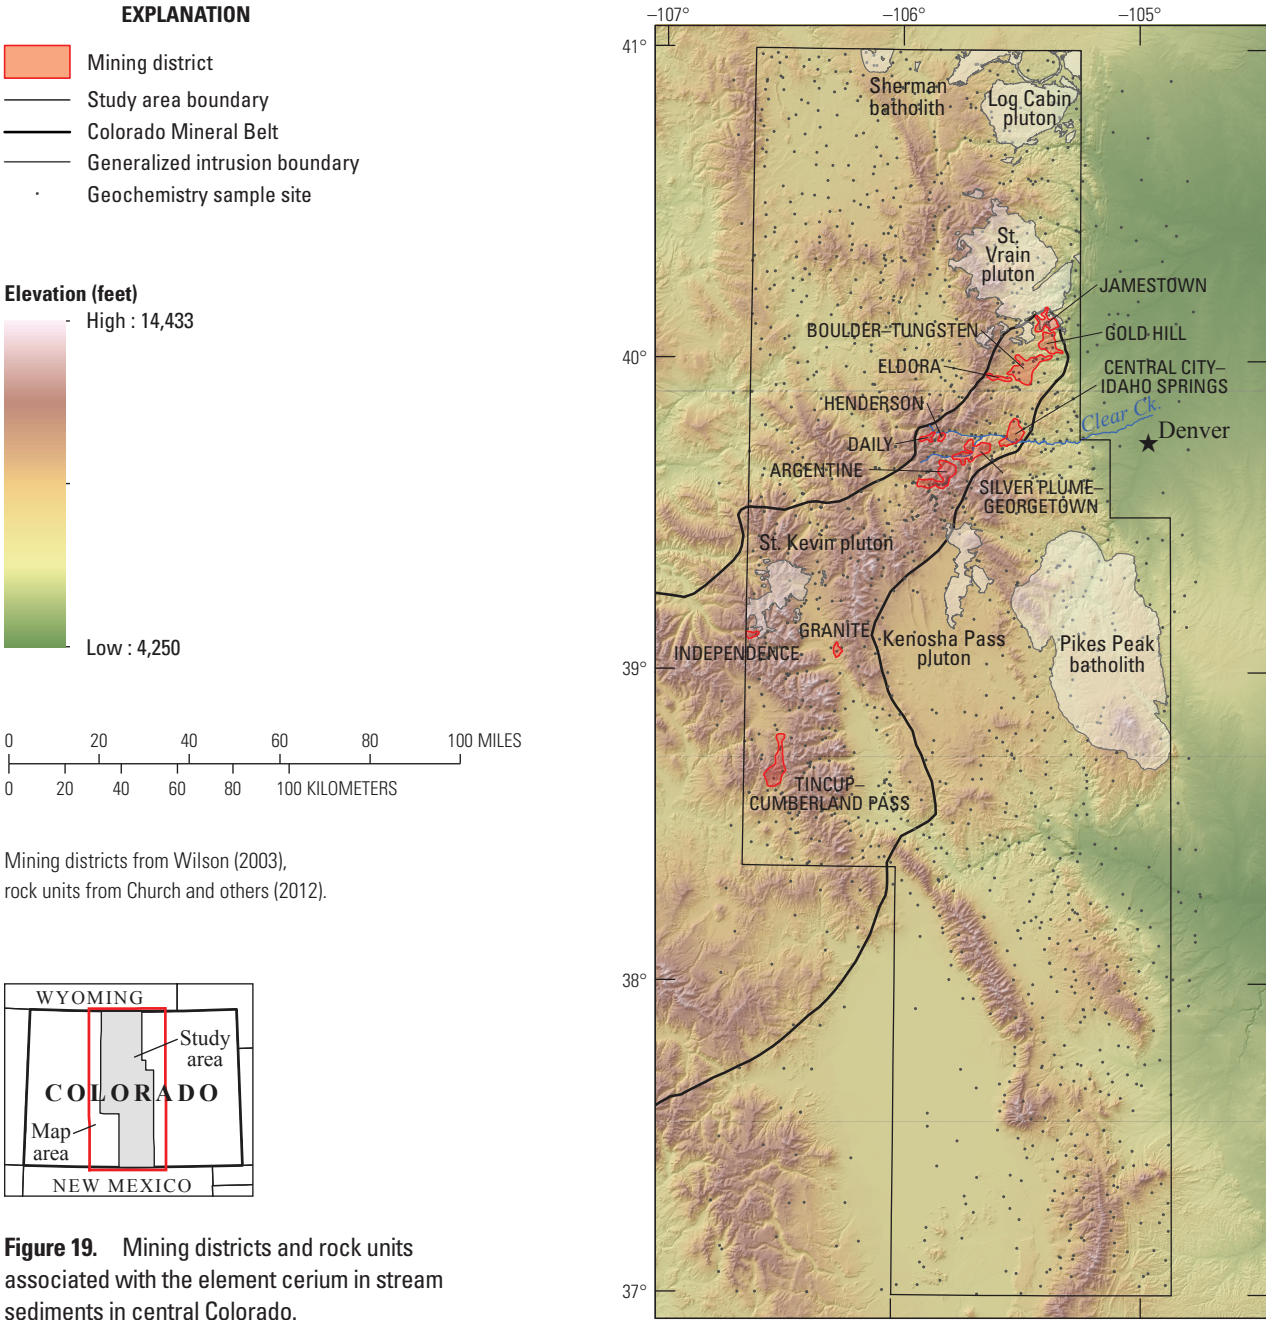 EXPLANATION
Mining district
Study area boundary
Colorado Mineral Belt
Generalized intrusion boundary
Geochemistry sample site
Elevation (feet)
High : 14,433
Low : 4,250
0 20 40 60 80 100 MILES
0 20 40 60 80 100 KILOMETERS
Mining districts from Wilson (2003),
rock units from Church and others (2012).
WYOMING
Study
area
COLORADO
Map
area
NEW MEXICO
Figure 19. Mining districts and rock units
associated with the element cerium in stream
sediments in central Colorado.
–107° –106° –105°
41°
40°
39°
38°
37°
Sherman
batholith
Log Cabin
pluton
St.
Vrain
pluton
JAMESTOWN
BOULDER–TUNGSTEN
GOLD HILL
ELDORA
CENTRAL CITY–
IDAHO SPRINGS
HENDERSON
Clear Ck.
Denver
DAILY
ARGENTINE
SILVER PLUME–
GEORGETOWN
St. Kevin pluton
GRANITE
INDEPENDENCE
Kenosha Pass
pluton
Pikes Peak
batholith
TINCUP–
CUMBERLAND PASS